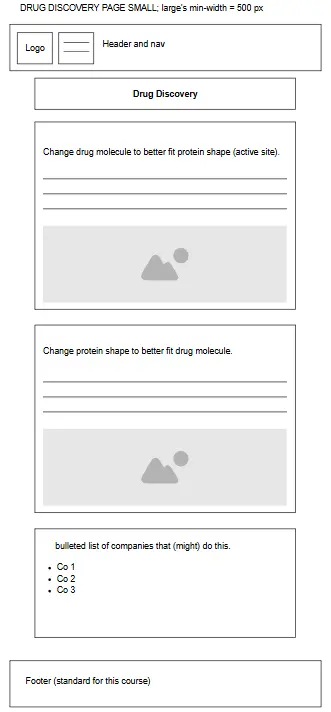 DRUG DISCOVERY PAGE SMALL; large's min-width = 500 px
Logo
Header and nav
Drug Discovery
Change drug molecule to better fit protein shape (active site).
Change protein shape to better fit drug molecule.
bulleted list of companies that (might) do this.
• Co 1
• Co 2
• Co 3
Footer (standard for this course)